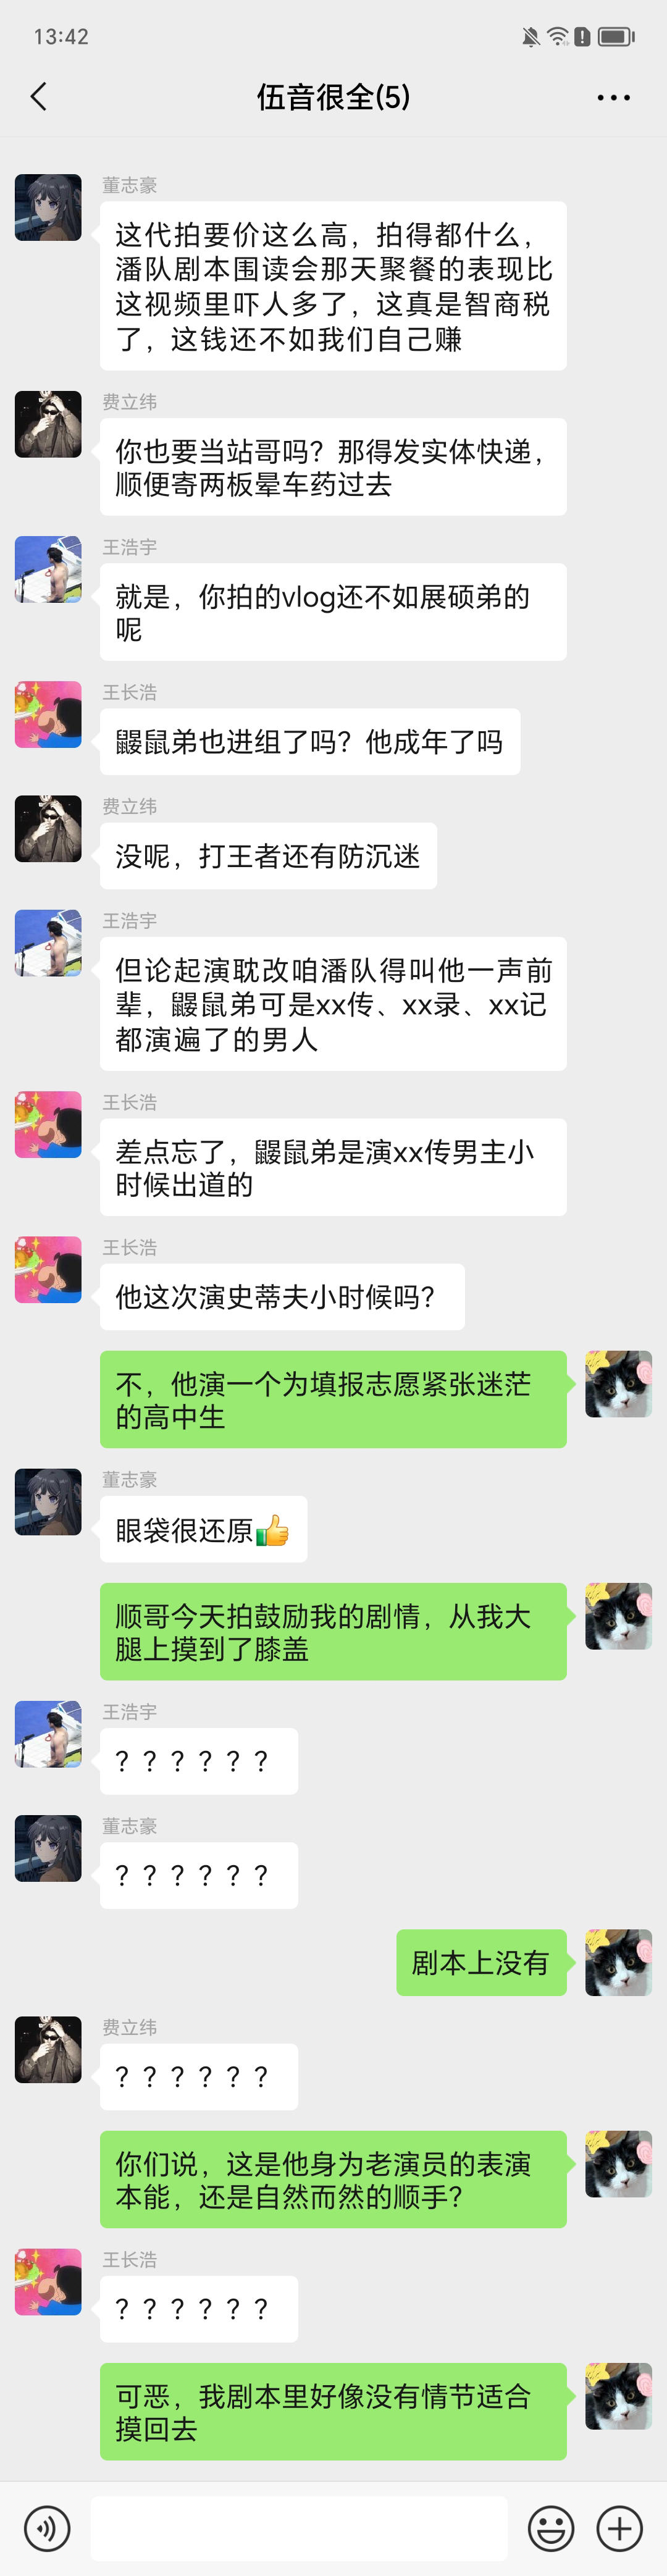 13:42
伍音很全(5)
董志豪
这代拍要价这么高，拍得都什么，
潘队剧本围读会那天聚餐的表现比
这视频里吓人多了，这真是智商税
了，这钱还不如我们自己赚
费立纬
你也要当站哥吗？那得发实体快递，
顺便寄两板晕车药过去
王浩宇
就是，你拍的vlog还不如展硕弟的
呢
王长浩
鼹鼠弟也进组了吗？他成年了吗
费立纬
没呢，打王者还有防沉迷
王浩宇
但论起演耽改咱潘队得叫他一声前
辈，鼹鼠弟可是xx传、xx录、xx记
都演遍了的男人
王长浩
差点忘了，鼹鼠弟是演xx传男主小
时候出道的
王长浩
他这次演史蒂夫小时候吗？
不，他演一个为填报志愿紧张迷茫
的高中生
董志豪
眼袋很还原👍
顺哥今天拍鼓励我的剧情，从我大
腿上摸到了膝盖
王浩宇
？？？？？？
董志豪
？？？？？？
剧本上没有
费立纬
？？？？？？
你们说，这是他身为老演员的表演
本能，还是自然而然的顺手？
王长浩
？？？？？？
可恶，我剧本里好像没有情节适合
摸回去